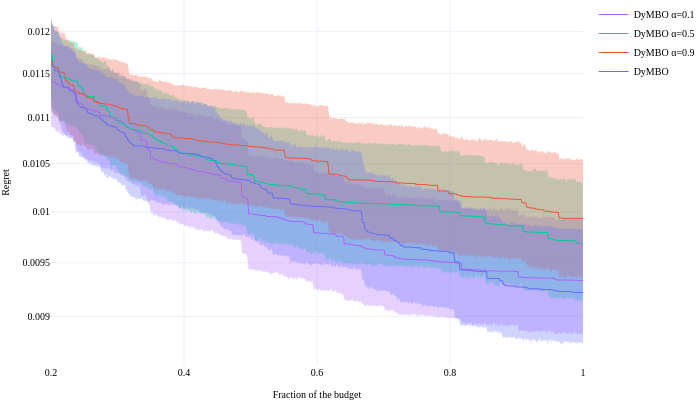 0.012
0.0115
0.011
0.0105
0.01
0.0095
0.009
Regret
0.2
0.4
0.6
0.8
1
Fraction of the budget
DyMBO α=0.1
DyMBO α=0.5
DyMBO α=0.9
DyMBO